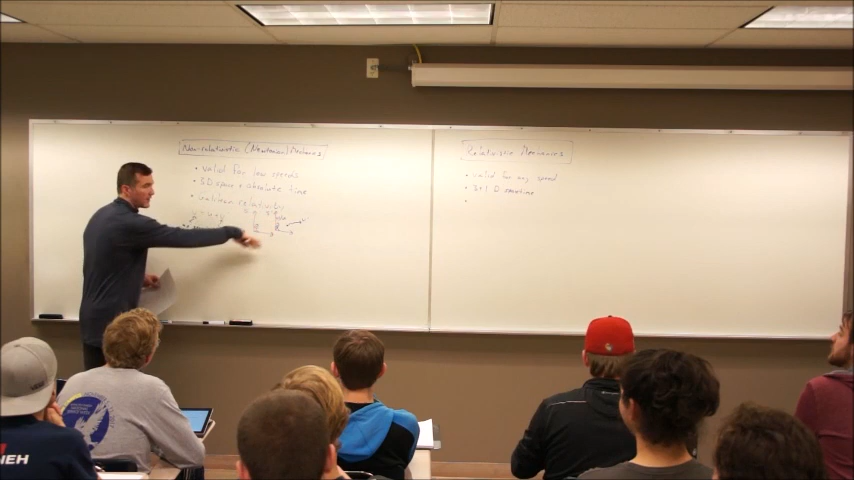 Non-relativistic (Newtonian) Mechanics
• valid for low speeds
• 3D space + absolute time
• Galilean relativity
Relativistic Mechanics
• valid for any speed
• 3+1 D spacetime
•
NEH